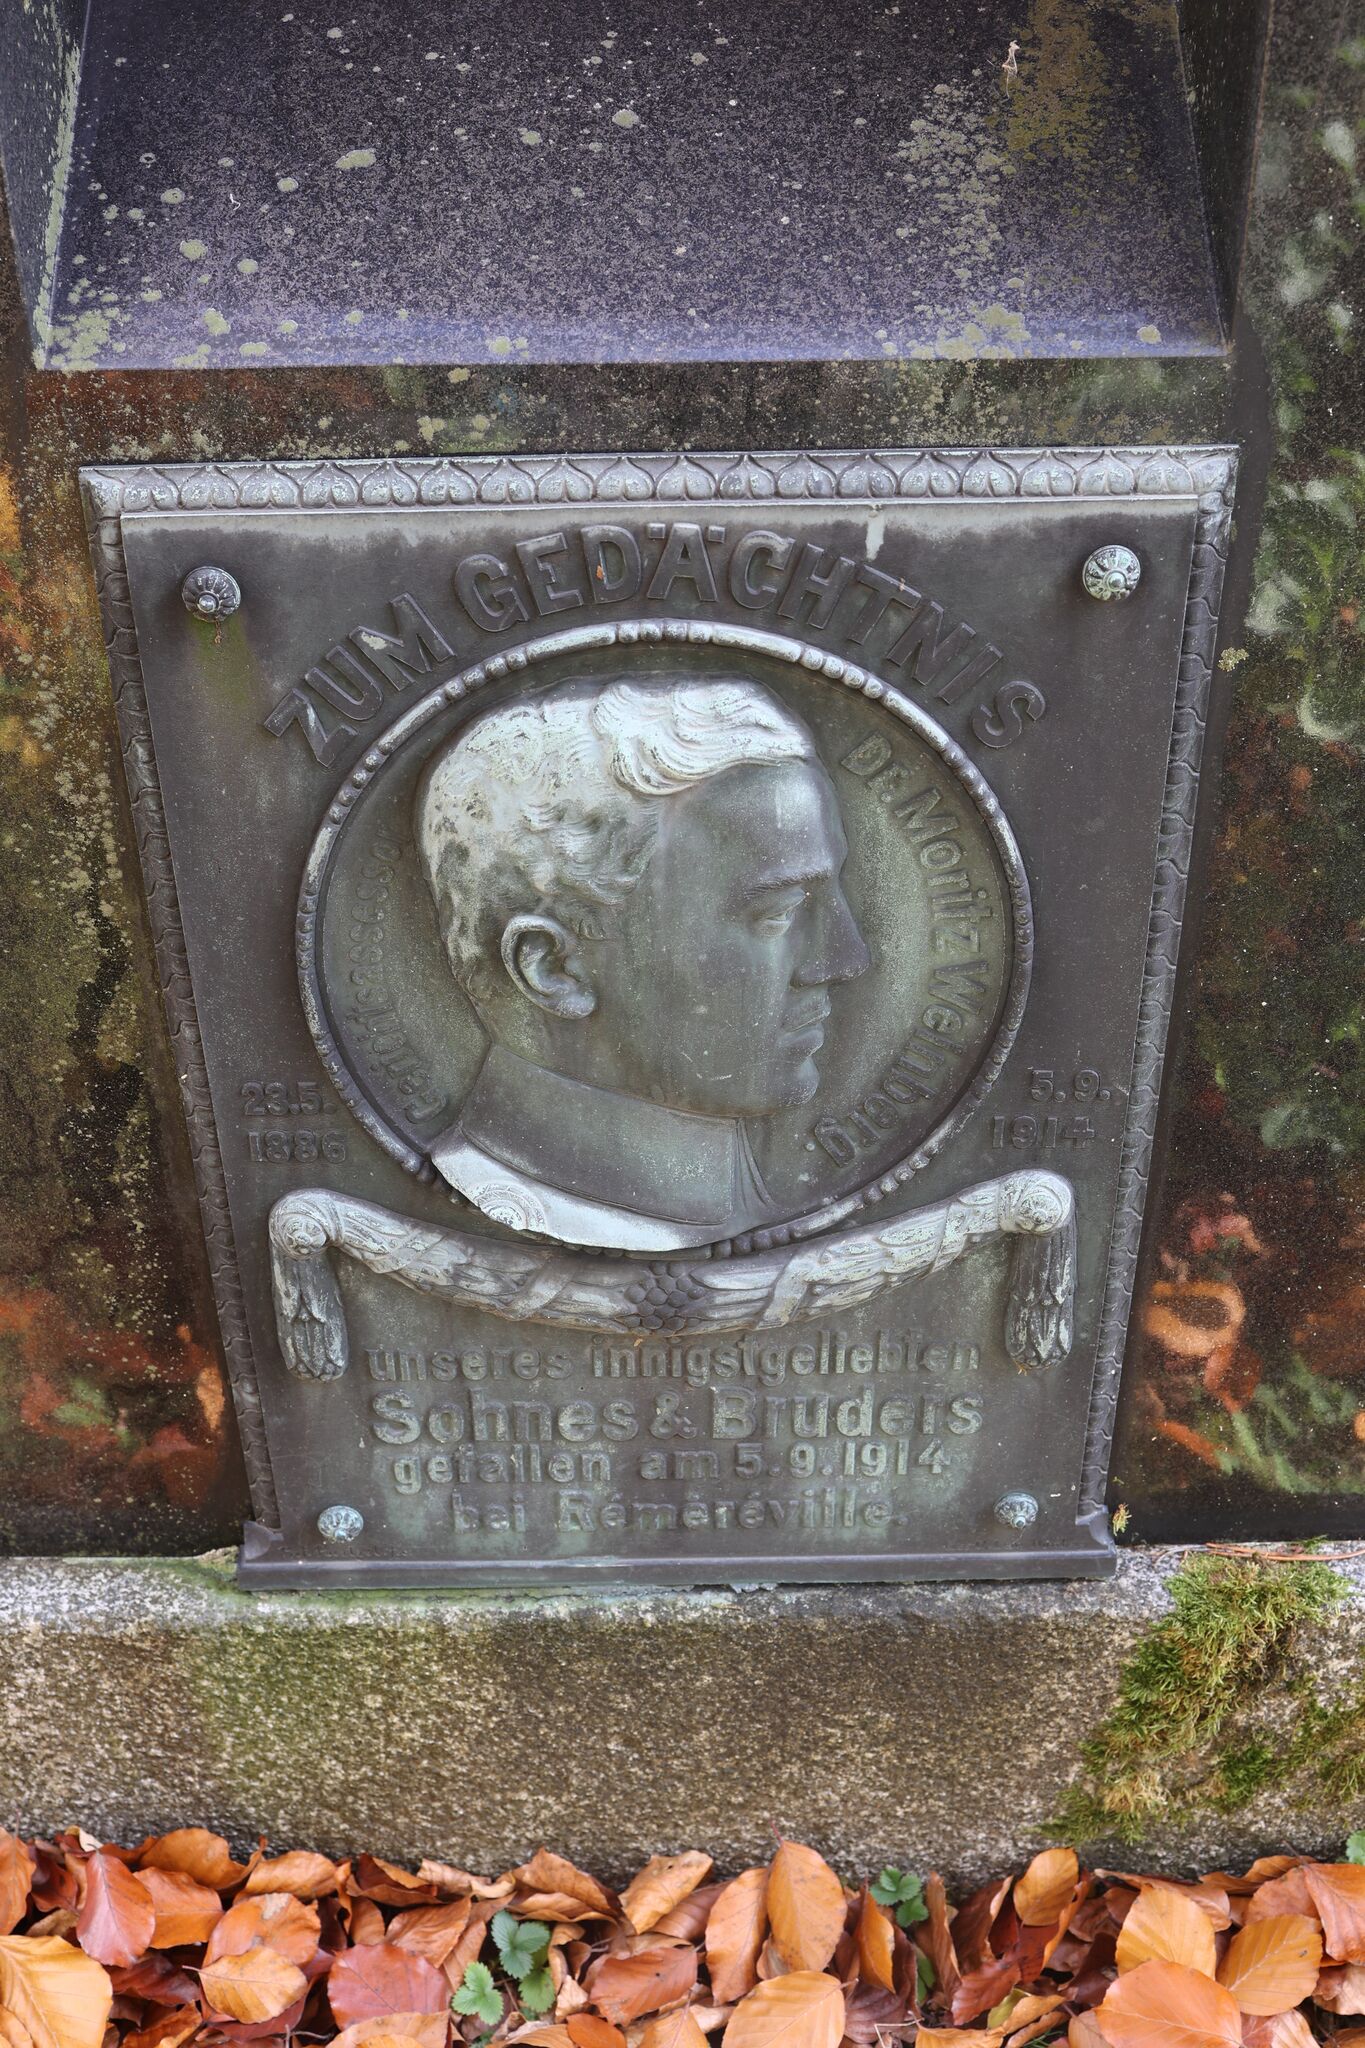 ZUM GEDÄCHTNIS
Gerichtsassessor
Dr. Moritz Weinberg.
23.5.
1886
5.9.
1914
unseres innigstgeliebten
Sohnes & Bruders
gefallen am 5.9.1914
bei Réméréville.